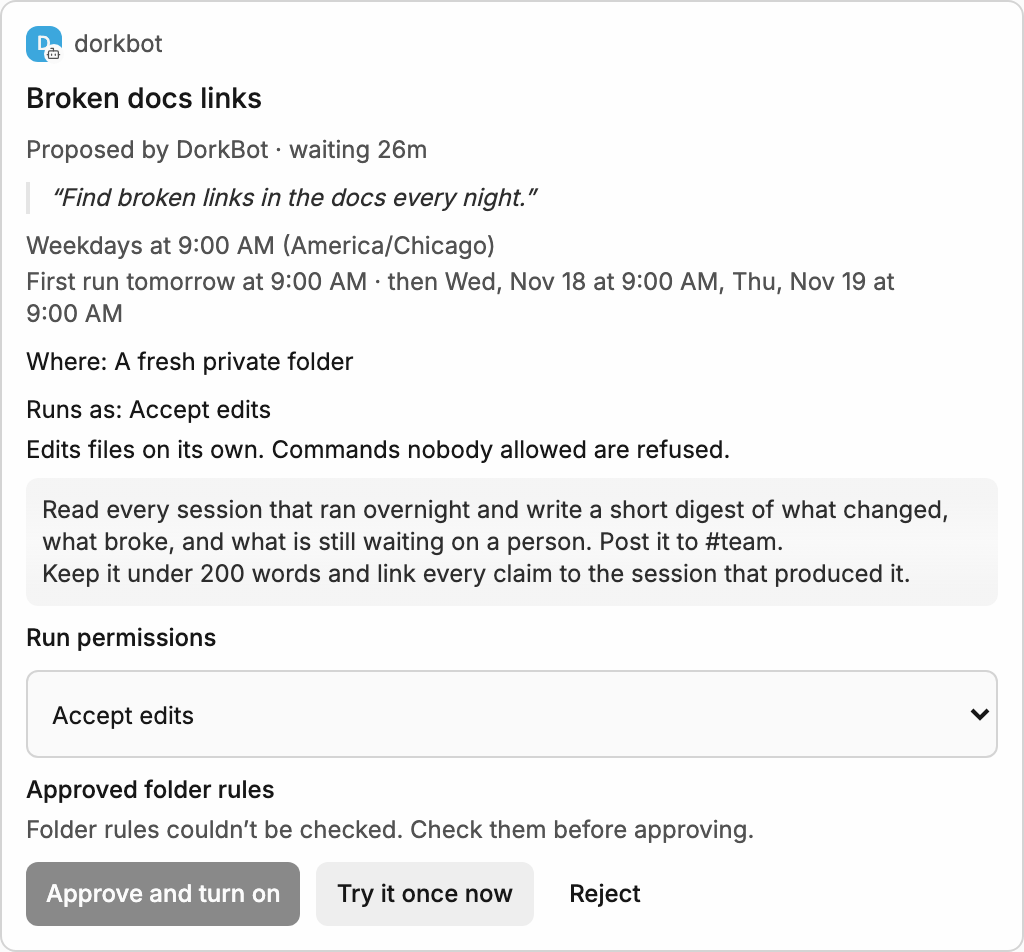 D
dorkbot
Broken docs links
Proposed by DorkBot · waiting 26m
“Find broken links in the docs every night.”
Weekdays at 9:00 AM (America/Chicago)
First run tomorrow at 9:00 AM · then Wed, Nov 18 at 9:00 AM, Thu, Nov 19 at
9:00 AM
Where: A fresh private folder
Runs as: Accept edits
Edits files on its own. Commands nobody allowed are refused.
Read every session that ran overnight and write a short digest of what changed,
what broke, and what is still waiting on a person. Post it to #team.
Keep it under 200 words and link every claim to the session that produced it.
Run permissions
Accept edits
Approved folder rules
Folder rules couldn’t be checked. Check them before approving.
Approve and turn on
Try it once now
Reject